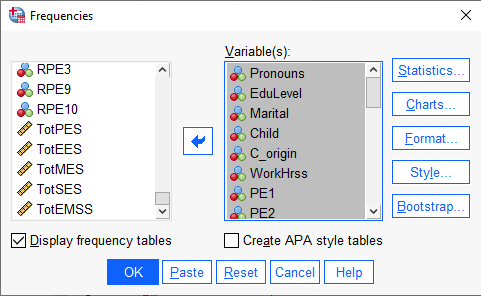 Frequencies
Variable(s):
RPE3
RPE9
RPE10
TotPES
TotEES
TotMES
TotSES
TotEMSS
Pronouns
EduLevel
Marital
Child
C_origin
WorkHrss
PE1
PE2
Statistics...
Charts...
Format...
Style...
Bootstrap...
Display frequency tables
Create APA style tables
OK Paste Reset Cancel Help